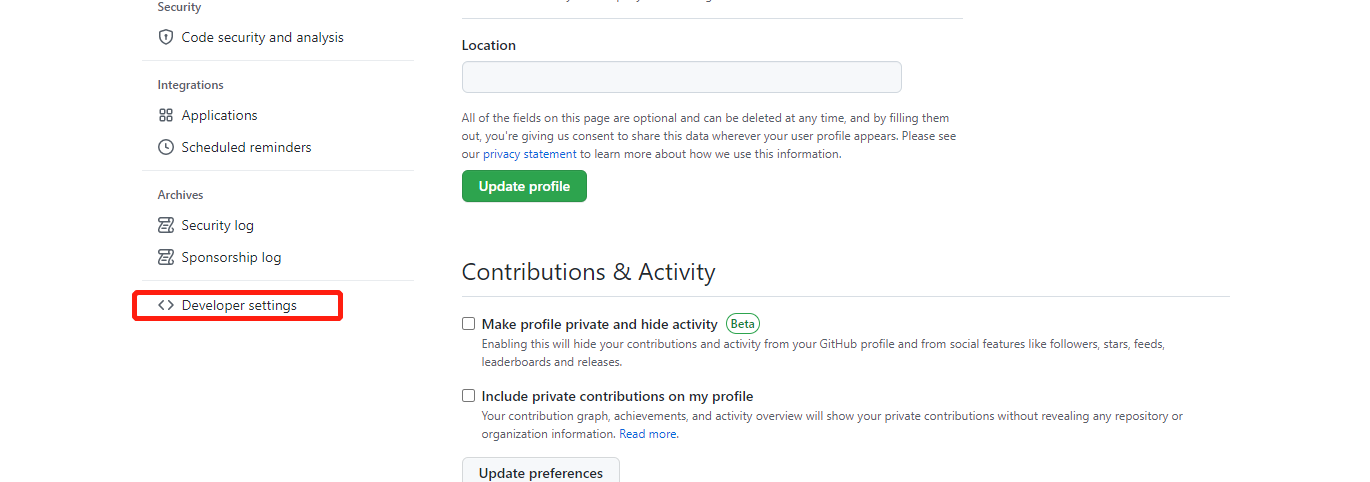 Security
Code security and analysis
Integrations
Applications
Scheduled reminders
Archives
Security log
Sponsorship log
Developer settings
Location
All of the fields on this page are optional and can be deleted at any time, and by filling them
out, you're giving us consent to share this data wherever your user profile appears. Please see
our privacy statement to learn more about how we use this information.
Update profile
Contributions & Activity
Make profile private and hide activity Beta
Enabling this will hide your contributions and activity from your GitHub profile and from social features like followers, stars, feeds,
leaderboards and releases.
Include private contributions on my profile
Your contribution graph, achievements, and activity overview will show your private contributions without revealing any repository or
organization information. Read more.
Update preferences